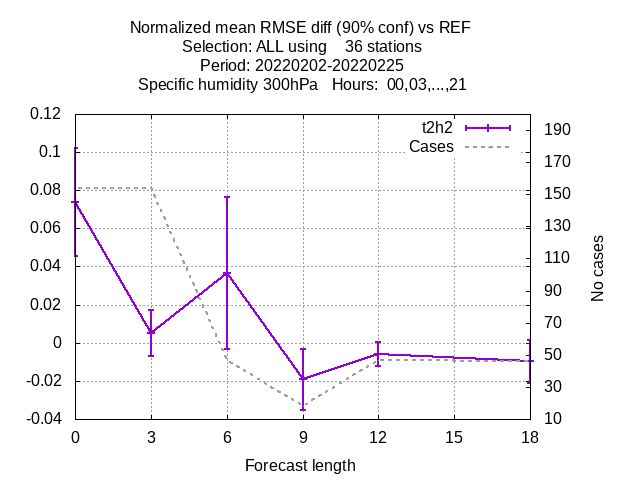 Normalized mean RMSE diff (90% conf) vs REF
Selection: ALL using    36 stations
Period: 20220202-20220225
Specific humidity 300hPa   Hours:  00,03,...,21
t2h2
Cases
0.12
0.1
0.08
0.06
0.04
0.02
0
-0.02
-0.04
190
170
150
130
110
90
70
50
30
10
No cases
0 3 6 9 12 15 18
Forecast length